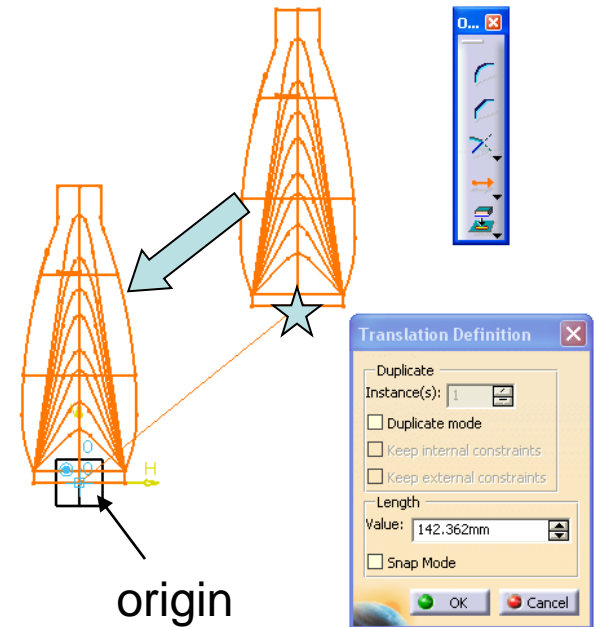 O...
H
origin
Translation Definition
Duplicate
Instance(s): 1
Duplicate mode
Keep internal constraints
Keep external constraints
Length
Value: 142.362mm
Snap Mode
OK Cancel